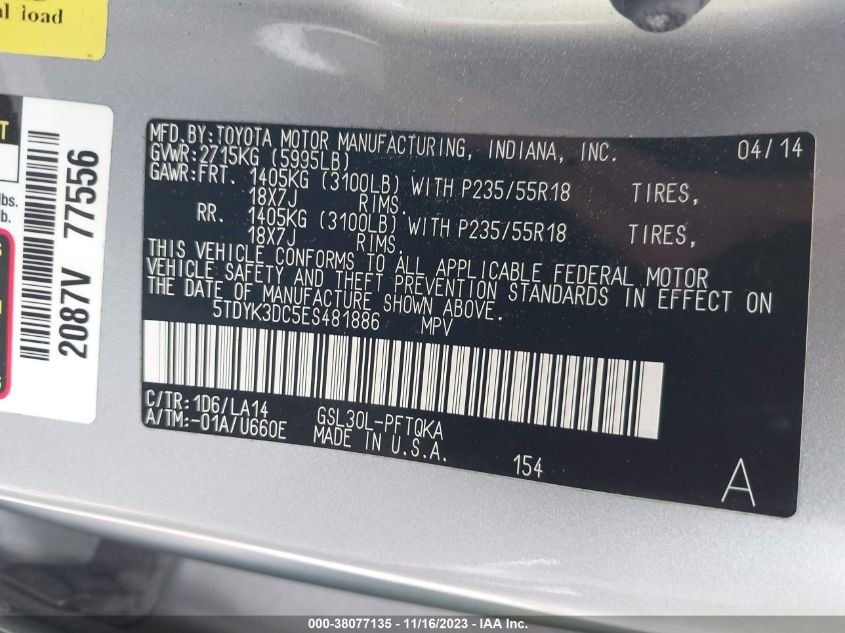 al load
T
lbs.
lb.
2087V 77556
MFD.BY:TOYOTA MOTOR MANUFACTURING, INDIANA, INC. 04/14
GVWR:2715KG (5995LB)
GAWR:FRT. 1405KG (3100LB) WITH P235/55R18 TIRES,
18X7J RIMS.
RR. 1405KG (3100LB) WITH P235/55R18 TIRES,
18X7J RIMS.
THIS VEHICLE CONFORMS TO ALL APPLICABLE FEDERAL MOTOR
VEHICLE SAFETY AND THEFT PREVENTION STANDARDS IN EFFECT ON
THE DATE OF MANUFACTURE SHOWN ABOVE.
5TDYK3DC5ES481886 MPV
C/TR:1D6/LA14 GSL30L-PFTQKA
A/TM:-01A/U660E MADE IN U.S.A.
154
A
000-38077135 - 11/16/2023 - IAA Inc.